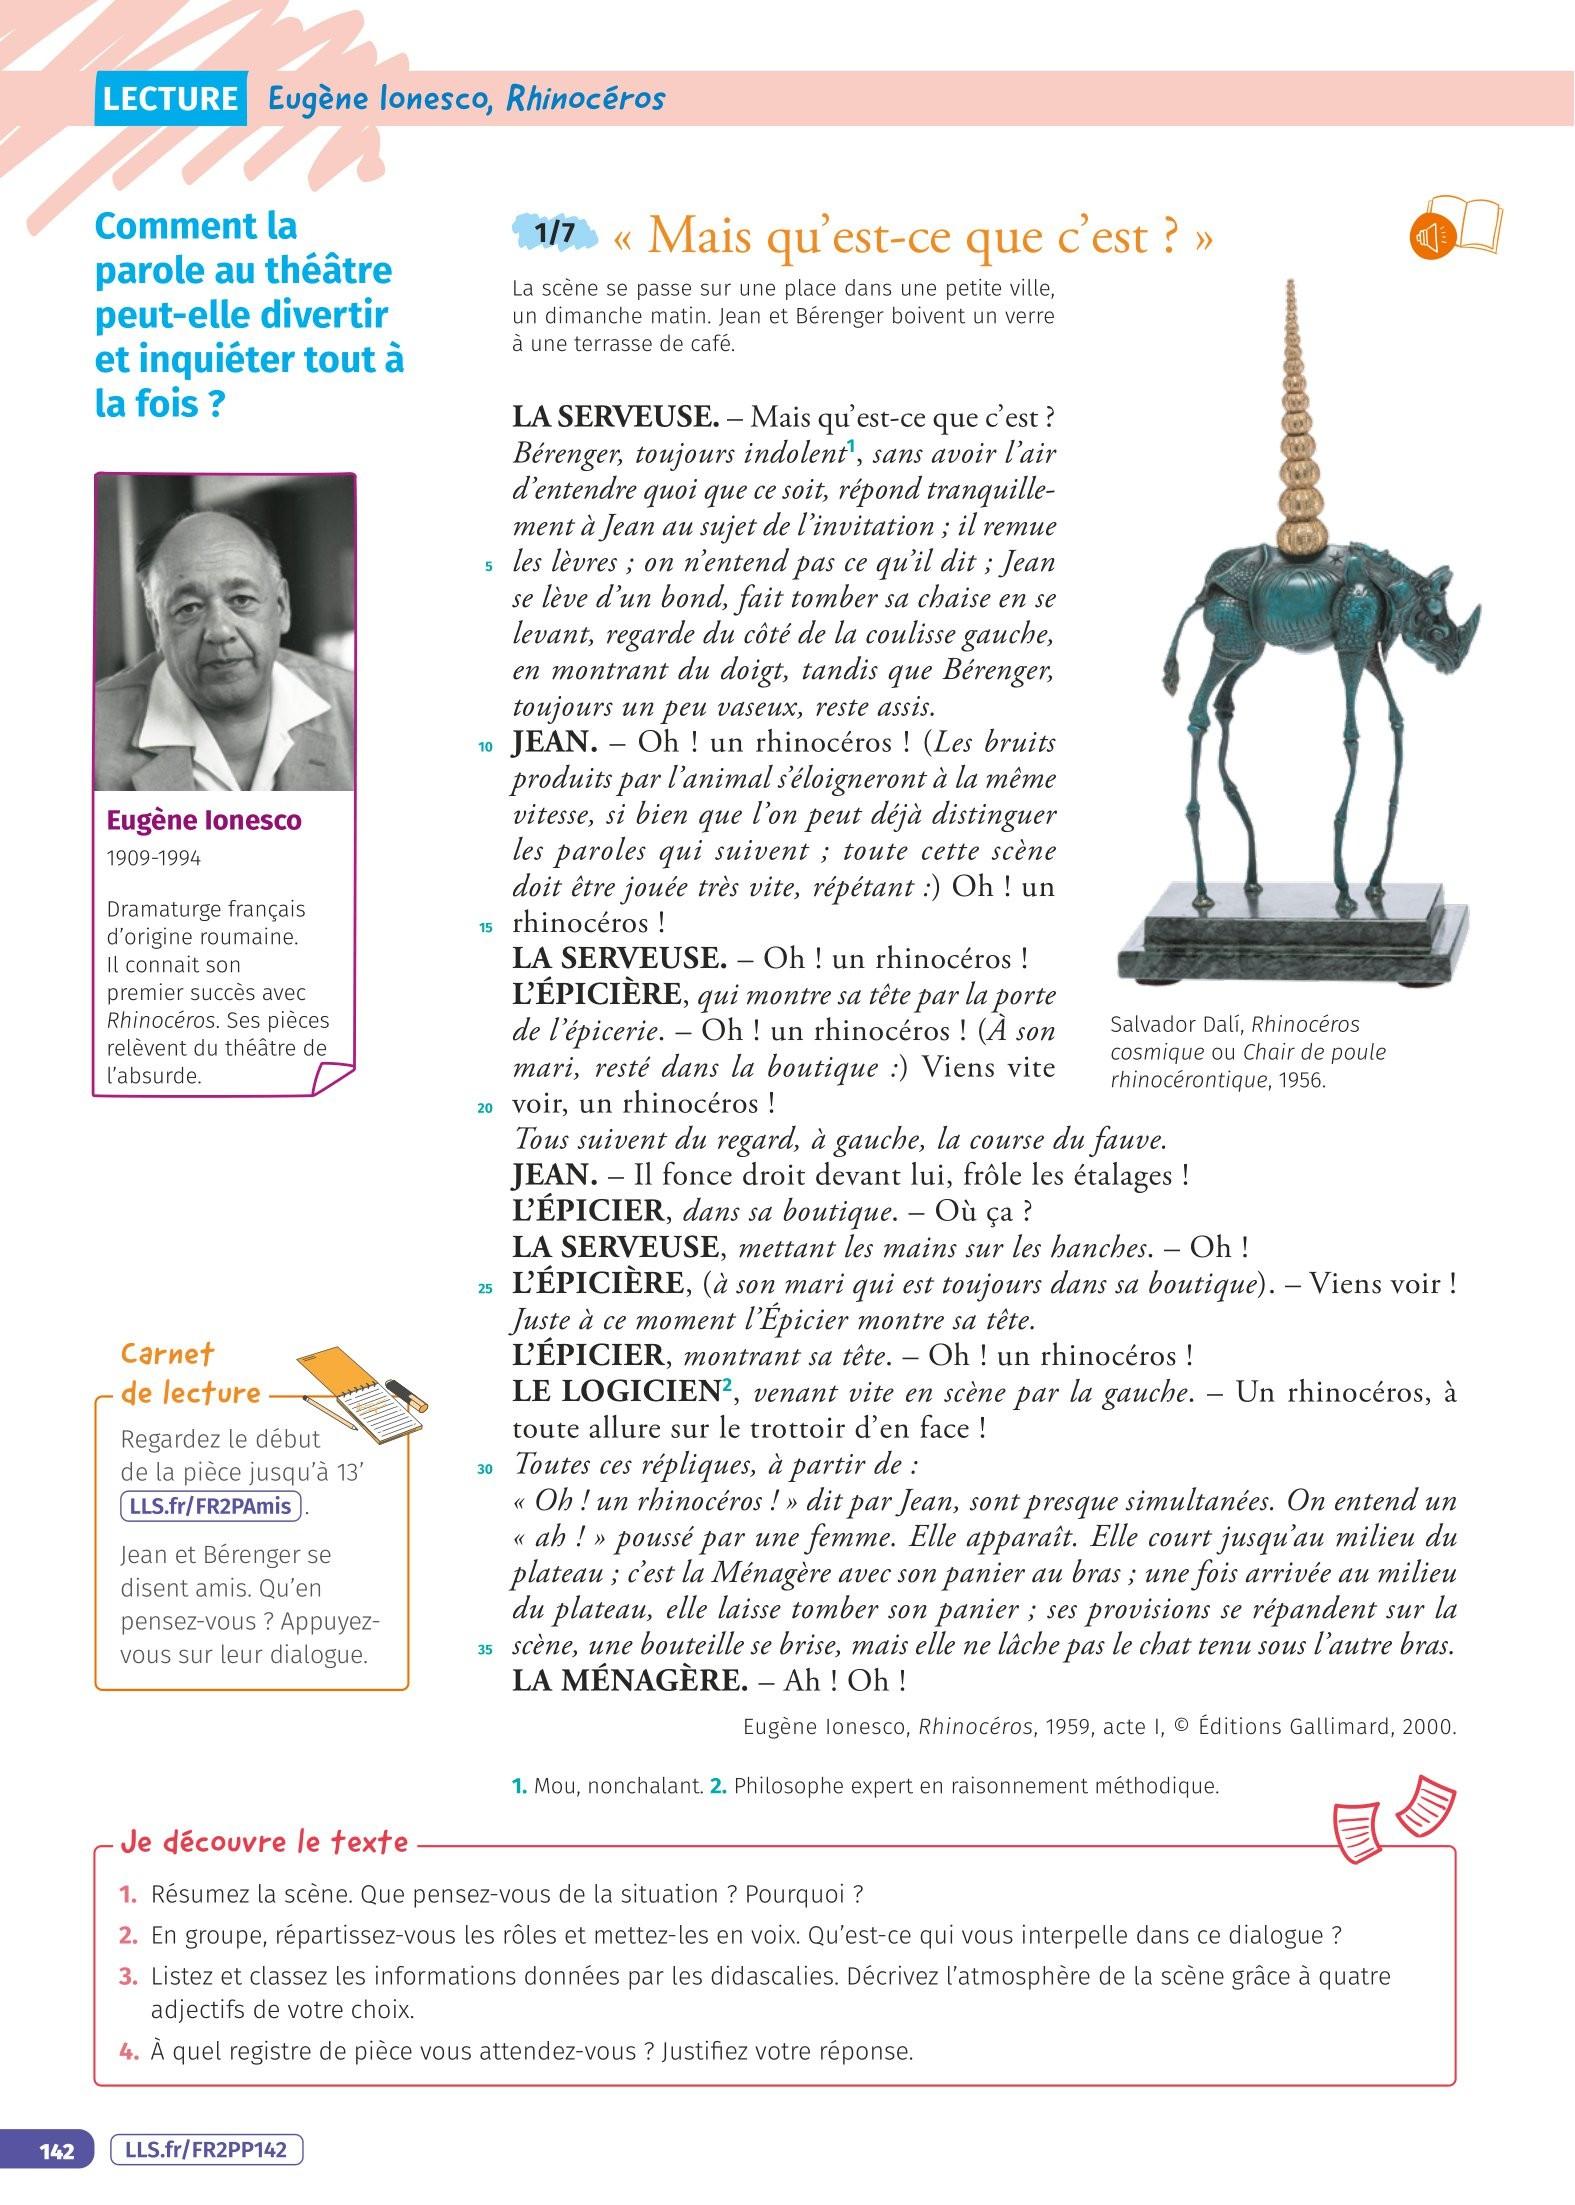 LECTURE Eugène Ionesco, Rhinocéros
Comment la
parole au théâtre
peut-elle divertir
et inquiéter tout à
la fois ?
Eugène Ionesco
1909-1994
Dramaturge français
d'origine roumaine.
Il connait son
premier succès avec
Rhinocéros. Ses pièces
relèvent du théâtre de
l'absurde.
Carnet
de lecture
Regardez le début
de la pièce jusqu'à 13'
LLS.fr/FR2PAmis .
Jean et Bérenger se
disent amis. Qu'en
pensez-vous ? Appuyez-
vous sur leur dialogue.
1/7 « Mais qu'est-ce que c'est ? »
La scène se passe sur une place dans une petite ville,
un dimanche matin. Jean et Bérenger boivent un verre
à une terrasse de café.
LA SERVEUSE. – Mais qu'est-ce que c'est ?
Bérenger, toujours indolent1, sans avoir l'air
d'entendre quoi que ce soit, répond tranquille-
ment à Jean au sujet de l'invitation ; il remue
5 les lèvres ; on n'entend pas ce qu'il dit ; Jean
se lève d'un bond, fait tomber sa chaise en se
levant, regarde du côté de la coulisse gauche,
en montrant du doigt, tandis que Bérenger,
toujours un peu vaseux, reste assis.
10 JEAN. – Oh ! un rhinocéros ! (Les bruits
produits par l'animal s'éloigneront à la même
vitesse, si bien que l'on peut déjà distinguer
les paroles qui suivent ; toute cette scène
doit être jouée très vite, répétant :) Oh ! un
15 rhinocéros !
LA SERVEUSE. – Oh ! un rhinocéros !
L'ÉPICIÈRE, qui montre sa tête par la porte
de l'épicerie. – Oh ! un rhinocéros ! (À son
mari, resté dans la boutique :) Viens vite
20 voir, un rhinocéros !
Tous suivent du regard, à gauche, la course du fauve.
JEAN. – Il fonce droit devant lui, frôle les étalages !
L'ÉPICIER, dans sa boutique. – Où ça ?
LA SERVEUSE, mettant les mains sur les hanches. – Oh !
25 L'ÉPICIÈRE, (à son mari qui est toujours dans sa boutique). – Viens voir !
Juste à ce moment l'Épicier montre sa tête.
L'ÉPICIER, montrant sa tête. – Oh ! un rhinocéros !
LE LOGICIEN2, venant vite en scène par la gauche. – Un rhinocéros, à
toute allure sur le trottoir d'en face !
30 Toutes ces répliques, à partir de :
« Oh ! un rhinocéros ! » dit par Jean, sont presque simultanées. On entend un
« ah ! » poussé par une femme. Elle apparaît. Elle court jusqu'au milieu du
plateau ; c'est la Ménagère avec son panier au bras ; une fois arrivée au milieu
du plateau, elle laisse tomber son panier ; ses provisions se répandent sur la
35 scène, une bouteille se brise, mais elle ne lâche pas le chat tenu sous l'autre bras.
LA MÉNAGÈRE. – Ah ! Oh !
Eugène Ionesco, Rhinocéros, 1959, acte I, © Éditions Gallimard, 2000.
1. Mou, nonchalant. 2. Philosophe expert en raisonnement méthodique.
Salvador Dalí, Rhinocéros
cosmique ou Chair de poule
rhinocérontique, 1956.
Je découvre le texte
1. Résumez la scène. Que pensez-vous de la situation ? Pourquoi ?
2. En groupe, répartissez-vous les rôles et mettez-les en voix. Qu'est-ce qui vous interpelle dans ce dialogue ?
3. Listez et classez les informations données par les didascalies. Décrivez l'atmosphère de la scène grâce à quatre
adjectifs de votre choix.
4. À quel registre de pièce vous attendez-vous ? Justifiez votre réponse.
142 LLS.fr/FR2PP142